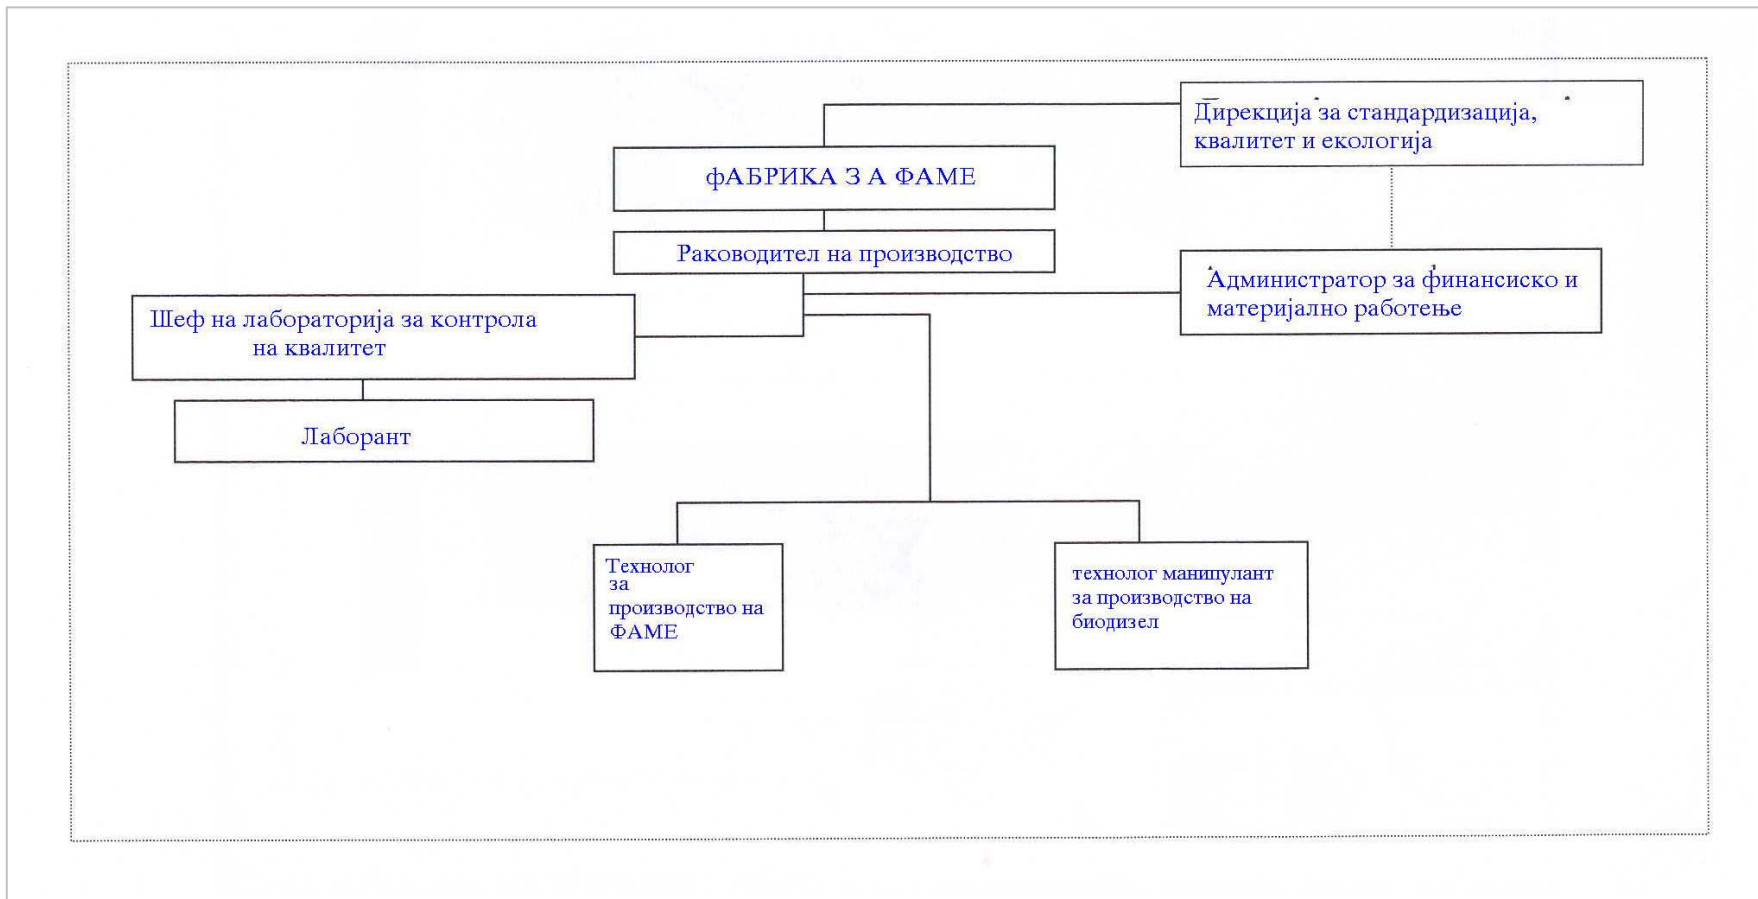 Дирекција за стандардизација,
квалитет и екологија
фАБРИКА З А ФАМЕ
Раководител на производство
Администратор за финансиско и
материјално работење
Шеф на лабораторија за контрола
на квалитет
Лаборант
Технолог
за
производство на
ФАМЕ
технолог манипулант
за производство на
биодизел